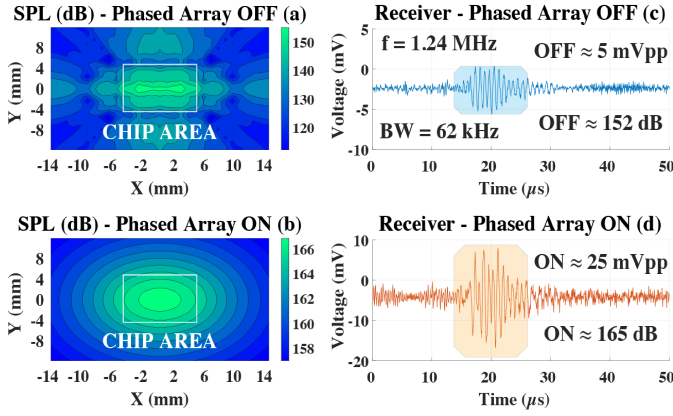 SPL (dB) - Phased Array OFF (a)
Y (mm)
8
4
0
-4
-8
CHIP AREA
-14 -10 -6 -2 2 6 10 14
X (mm)
150
140
130
120
Receiver - Phased Array OFF (c)
Voltage (mV)
5
0
-5
-10
f = 1.24 MHz
OFF ≈ 5 mVpp
BW = 62 kHz
OFF ≈ 152 dB
0 10 20 30 40 50
Time (µs)
SPL (dB) - Phased Array ON (b)
Y (mm)
8
4
0
-4
-8
CHIP AREA
-14 -10 -6 -2 2 6 10 14
X (mm)
166
164
162
160
158
Receiver - Phased Array ON (d)
Voltage (mV)
10
0
-10
-20
ON ≈ 25 mVpp
ON ≈ 165 dB
0 10 20 30 40 50
Time (µs)